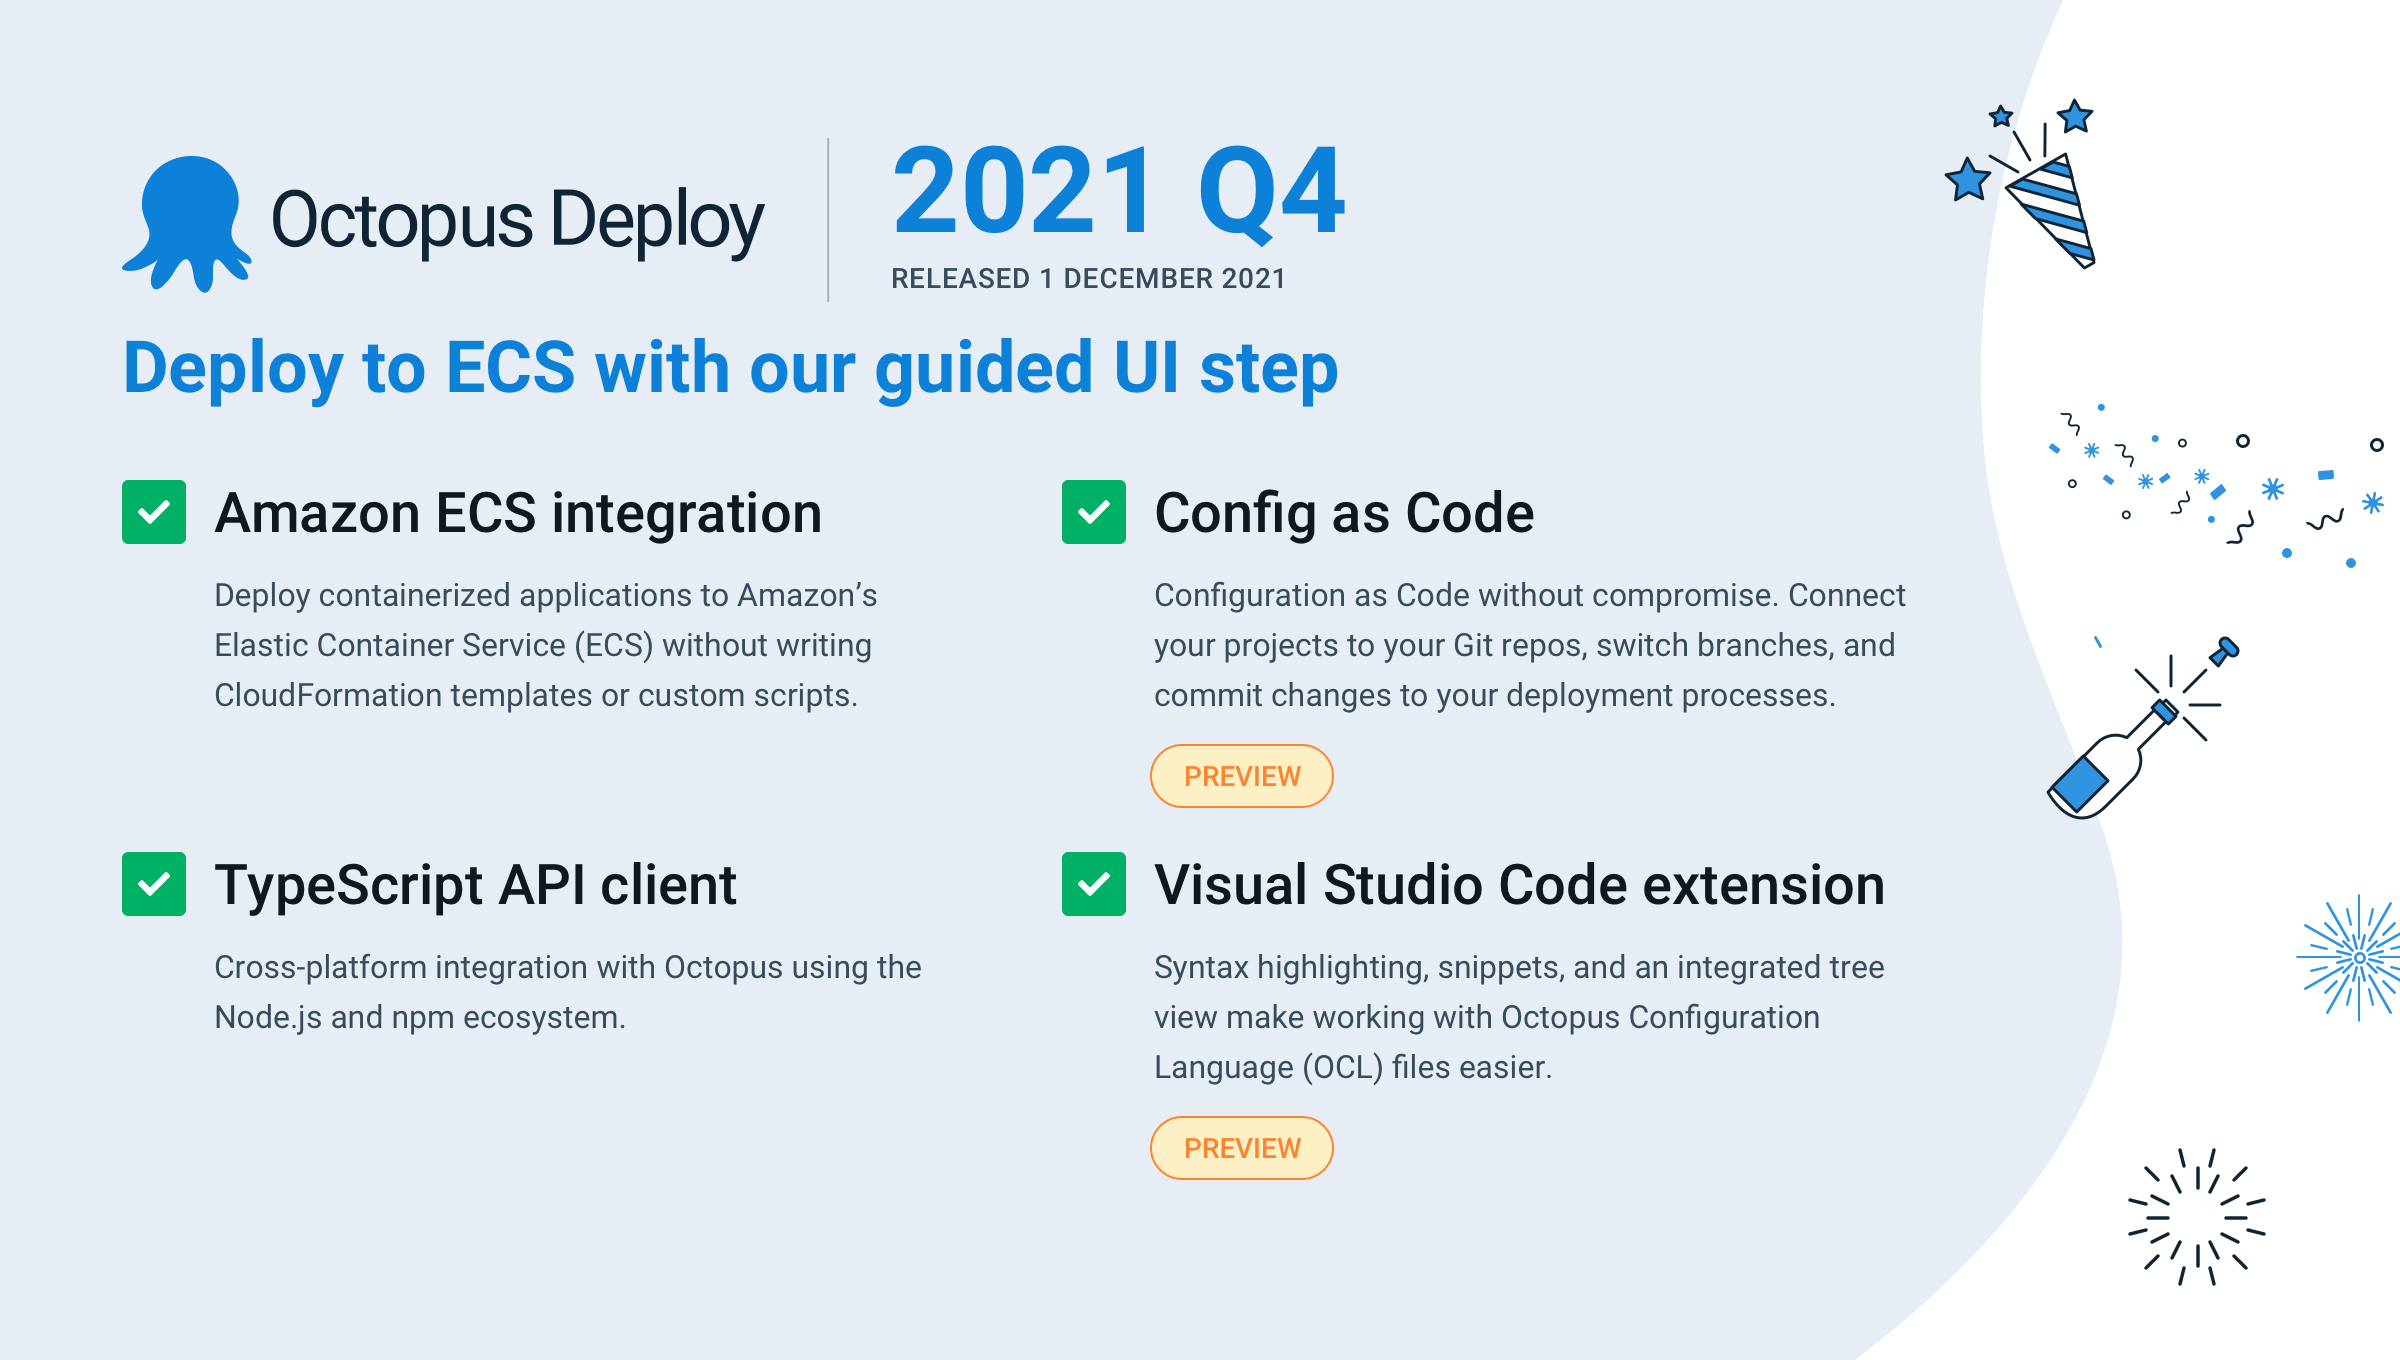 Octopus Deploy
2021 Q4
RELEASED 1 DECEMBER 2021
Deploy to ECS with our guided UI step
Amazon ECS integration
Deploy containerized applications to Amazon’s
Elastic Container Service (ECS) without writing
CloudFormation templates or custom scripts.
Config as Code
Configuration as Code without compromise. Connect
your projects to your Git repos, switch branches, and
commit changes to your deployment processes.
PREVIEW
TypeScript API client
Cross-platform integration with Octopus using the
Node.js and npm ecosystem.
Visual Studio Code extension
Syntax highlighting, snippets, and an integrated tree
view make working with Octopus Configuration
Language (OCL) files easier.
PREVIEW